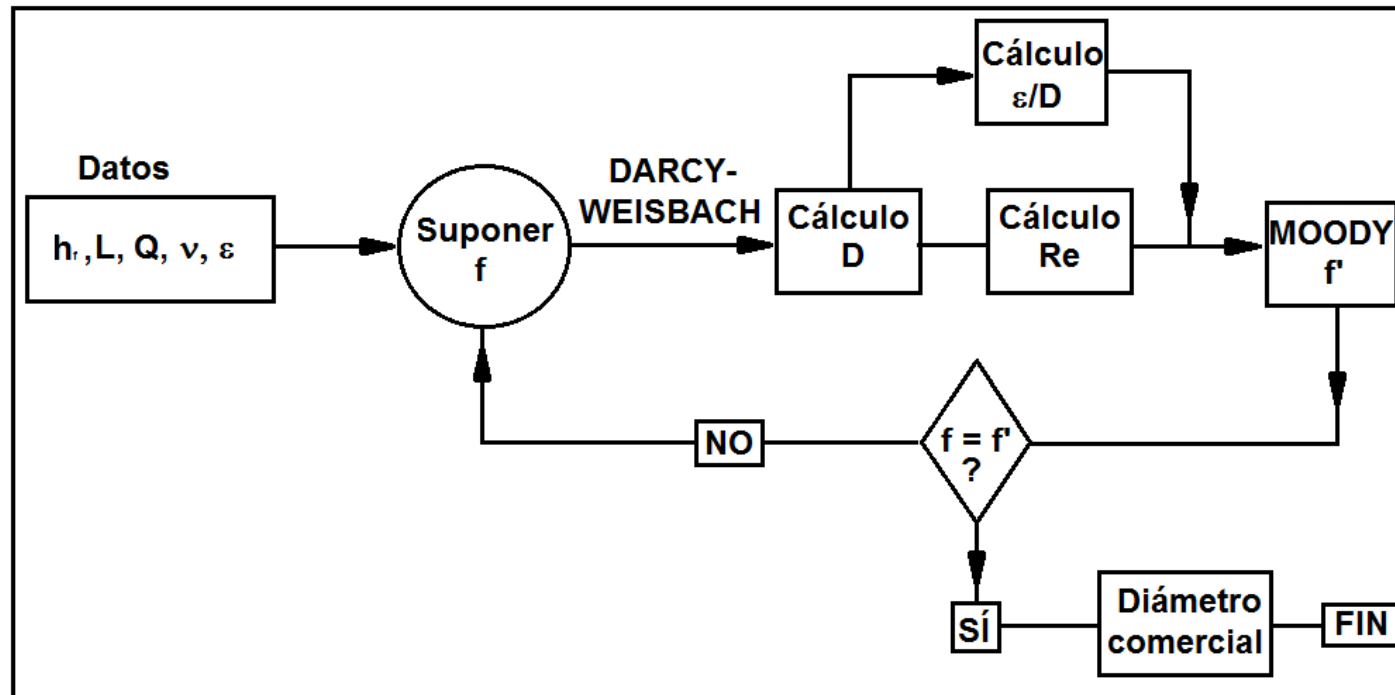 Datos
hf, L, Q, ν, ε
Suponer
f
DARCY-
WEISBACH
Cálculo
D
Cálculo
ε/D
Cálculo
Re
MOODY
f'
f = f'
?
NO
SÍ
Diámetro
comercial
FIN